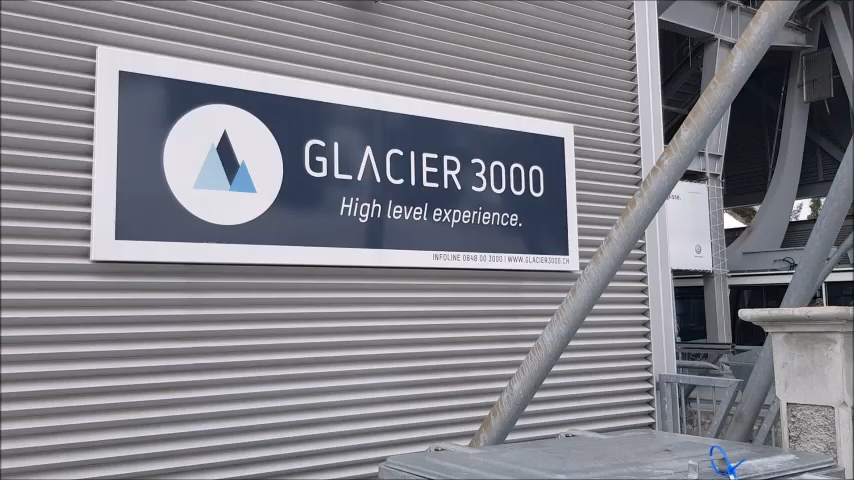 GLACIER 3000
High level experience.
INFOLINE 0848 00 3000 | WWW.GLACIER3000.CH